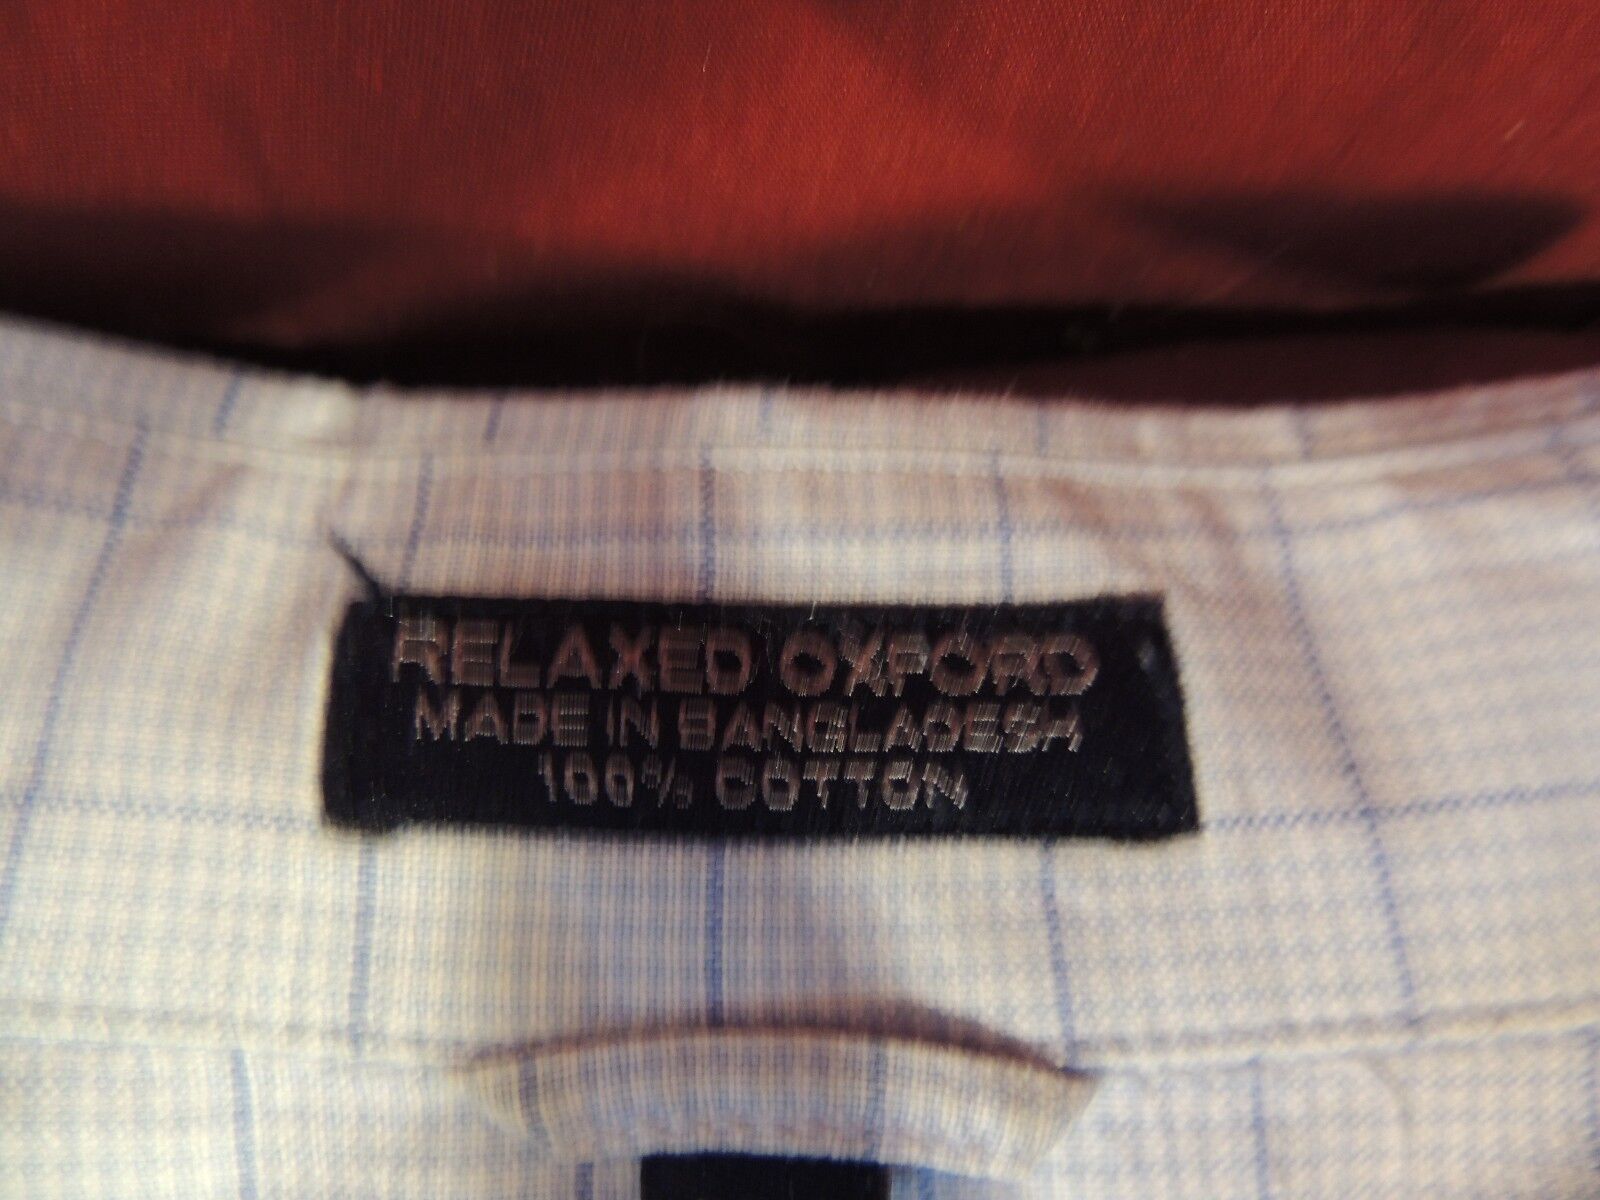 RELAXED OXFORD
MADE IN BANGLADESH
100% COTTON